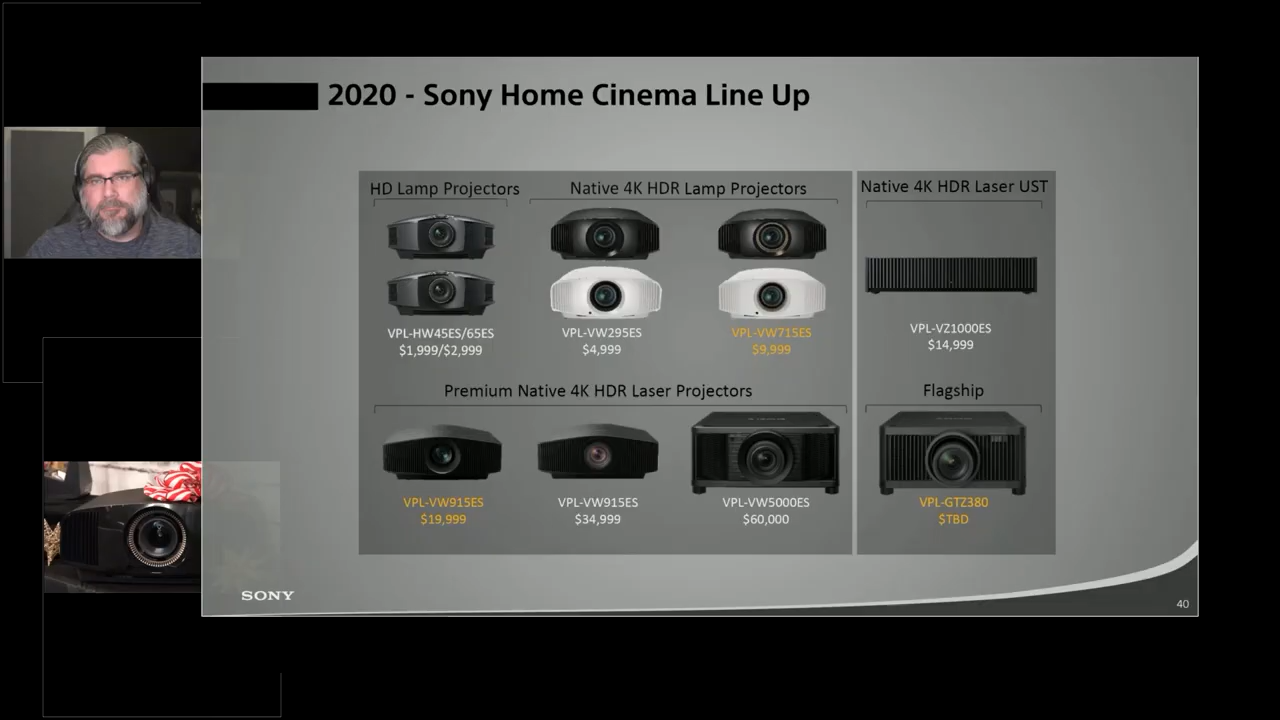 2020 - Sony Home Cinema Line Up
HD Lamp Projectors
Native 4K HDR Lamp Projectors
Native 4K HDR Laser UST
VPL-HW45ES/65ES
$1,999/$2,999
VPL-VW295ES
$4,999
VPL-VW715ES
$9,999
VPL-VZ1000ES
$14,999
Premium Native 4K HDR Laser Projectors
Flagship
VPL-VW915ES
$19,999
VPL-VW915ES
$34,999
VPL-VW5000ES
$60,000
VPL-GTZ380
$TBD
SONY
40